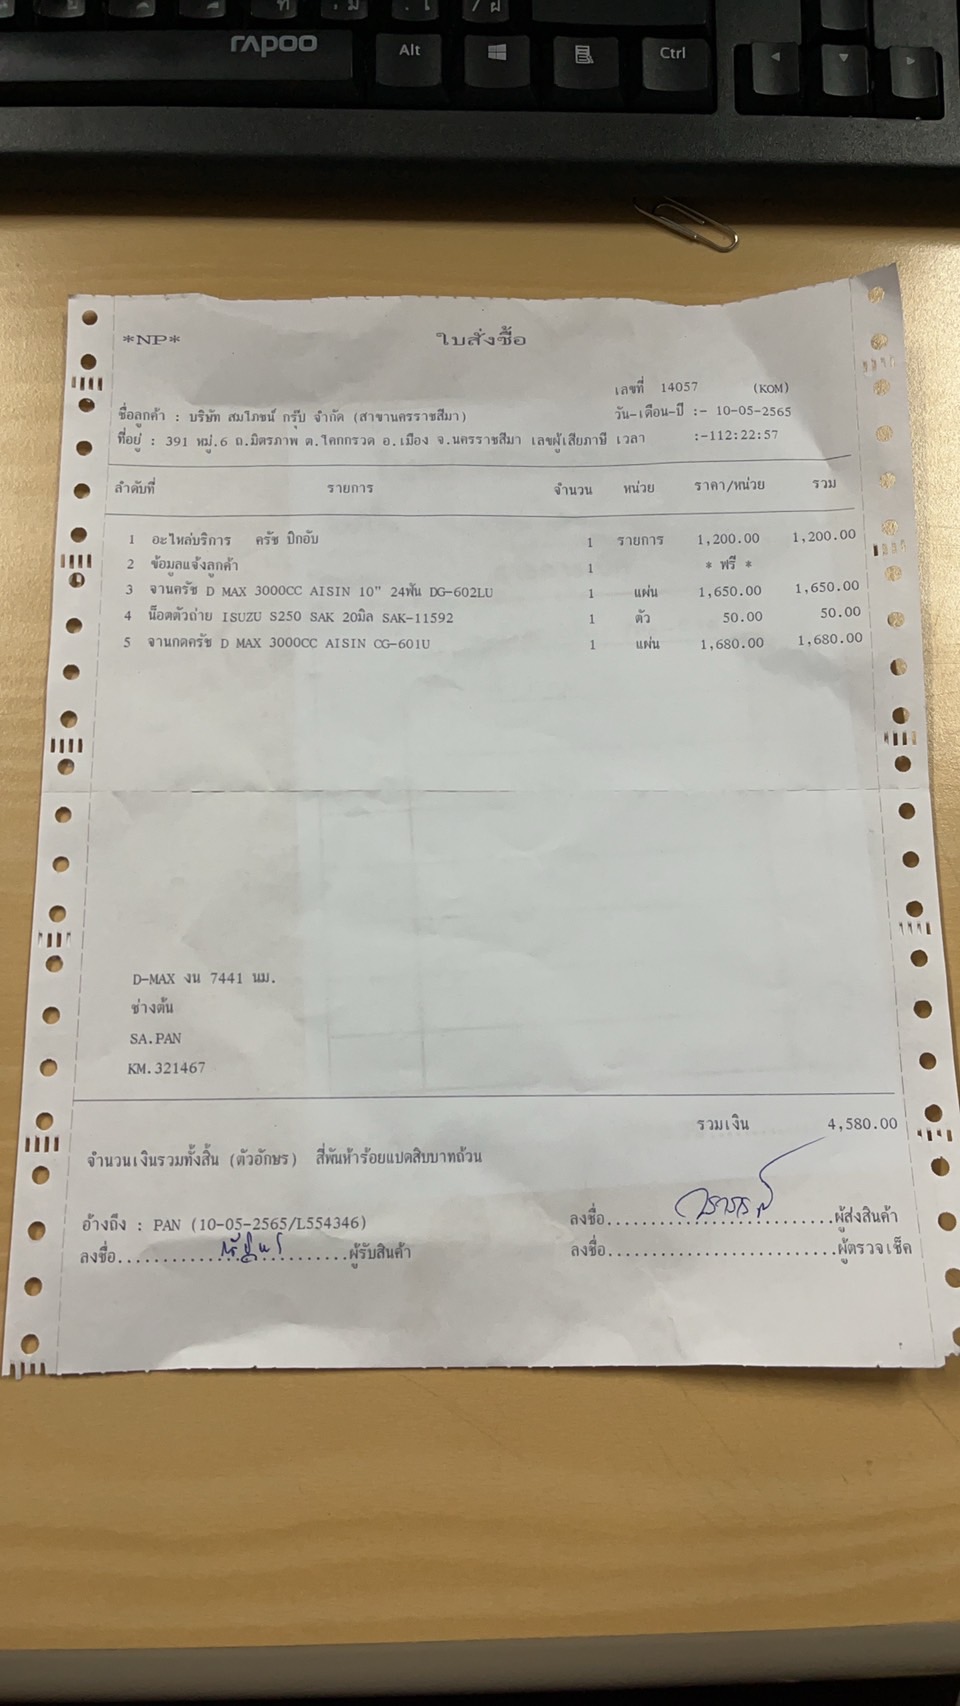 rapoo
Alt
Ctrl
*NP*
ใบสั่งซื้อ
เลขที่ 14057 (KOM)
ชื่อลูกค้า : บริษัท สมไภชน์ กรุ๊ป จำกัด (สาขานครราชสีมา) วัน-เดือน-ปี :- 10-05-2565
ที่อยู่ : 391 หมู่.6 ถ.มิตรภาพ ต.โคกกรวด อ.เมือง จ.นครราชสีมา เลขผู้เสียภาษี เวลา :-112:22:57
ลำดับที่ รายการ จำนวน หน่วย ราคา/หน่วย รวม
1 อะไหล่บริการ ครัช ปิกอับ 1 รายการ 1,200.00 1,200.00
2 ข้อมูลแจ้งลูกค้า 1 * ฟรี *
3 จานครัช D MAX 3000CC AISIN 10" 24ฟัน DG-602LU 1 แผ่น 1,650.00 1,650.00
4 น็อตตัวถ่าย ISUZU S250 SAK 20มิล SAK-11592 1 ตัว 50.00 50.00
5 จานกดครัช D MAX 3000CC AISIN CG-601U 1 แผ่น 1,680.00 1,680.00
D-MAX งน 7441 นม.
ช่างต้น
SA.PAN
KM.321467
รวมเงิน 4,580.00
จำนวนเงินรวมทั้งสิ้น (ตัวอักษร) สี่พันห้าร้อยแปดสิบบาทถ้วน
อ้างถึง : PAN (10-05-2565/L554346)
ลงชื่อ..............................ผู้ส่งสินค้า
ลงชื่อ..............................ผู้รับสินค้า
ลงชื่อ..............................ผู้ตรวจเช็ค